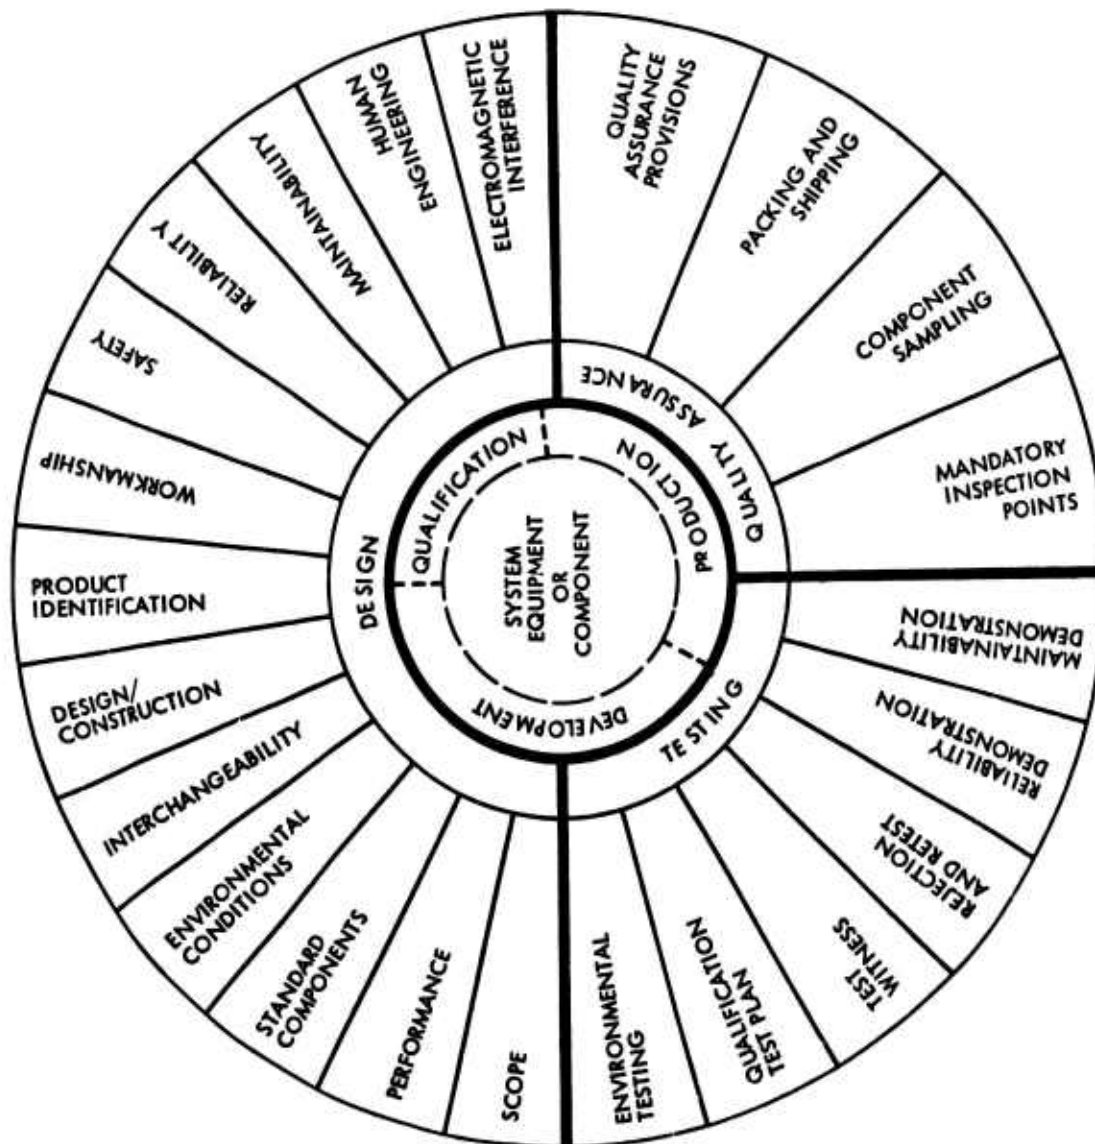 SYSTEM
EQUIPMENT
OR
COMPONENT
QUALIFICATION
PRODUCTION
DEVELOPMENT
DESIGN
QUALITY ASSURANCE
TESTING
QUALITY
ASSURANCE
PROVISIONS
PACKING AND
SHIPPING
COMPONENT
SAMPLING
MANDATORY
INSPECTION
POINTS
MAINTAINABILITY
DEMONSTRATION
RELIABILITY
DEMONSTRATION
REJECTION
AND RETEST
TEST
WITNESS
QUALIFICATION
TEST PLAN
ENVIRONMENTAL
TESTING
SCOPE
PERFORMANCE
STANDARD
COMPONENTS
ENVIRONMENTAL
CONDITIONS
INTERCHANGEABILITY
DESIGN/
CONSTRUCTION
PRODUCT
IDENTIFICATION
WORKMANSHIP
SAFETY
RELIABILITY
MAINTAINABILITY
HUMAN
ENGINEERING
ELECTROMAGNETIC
INTERFERENCE